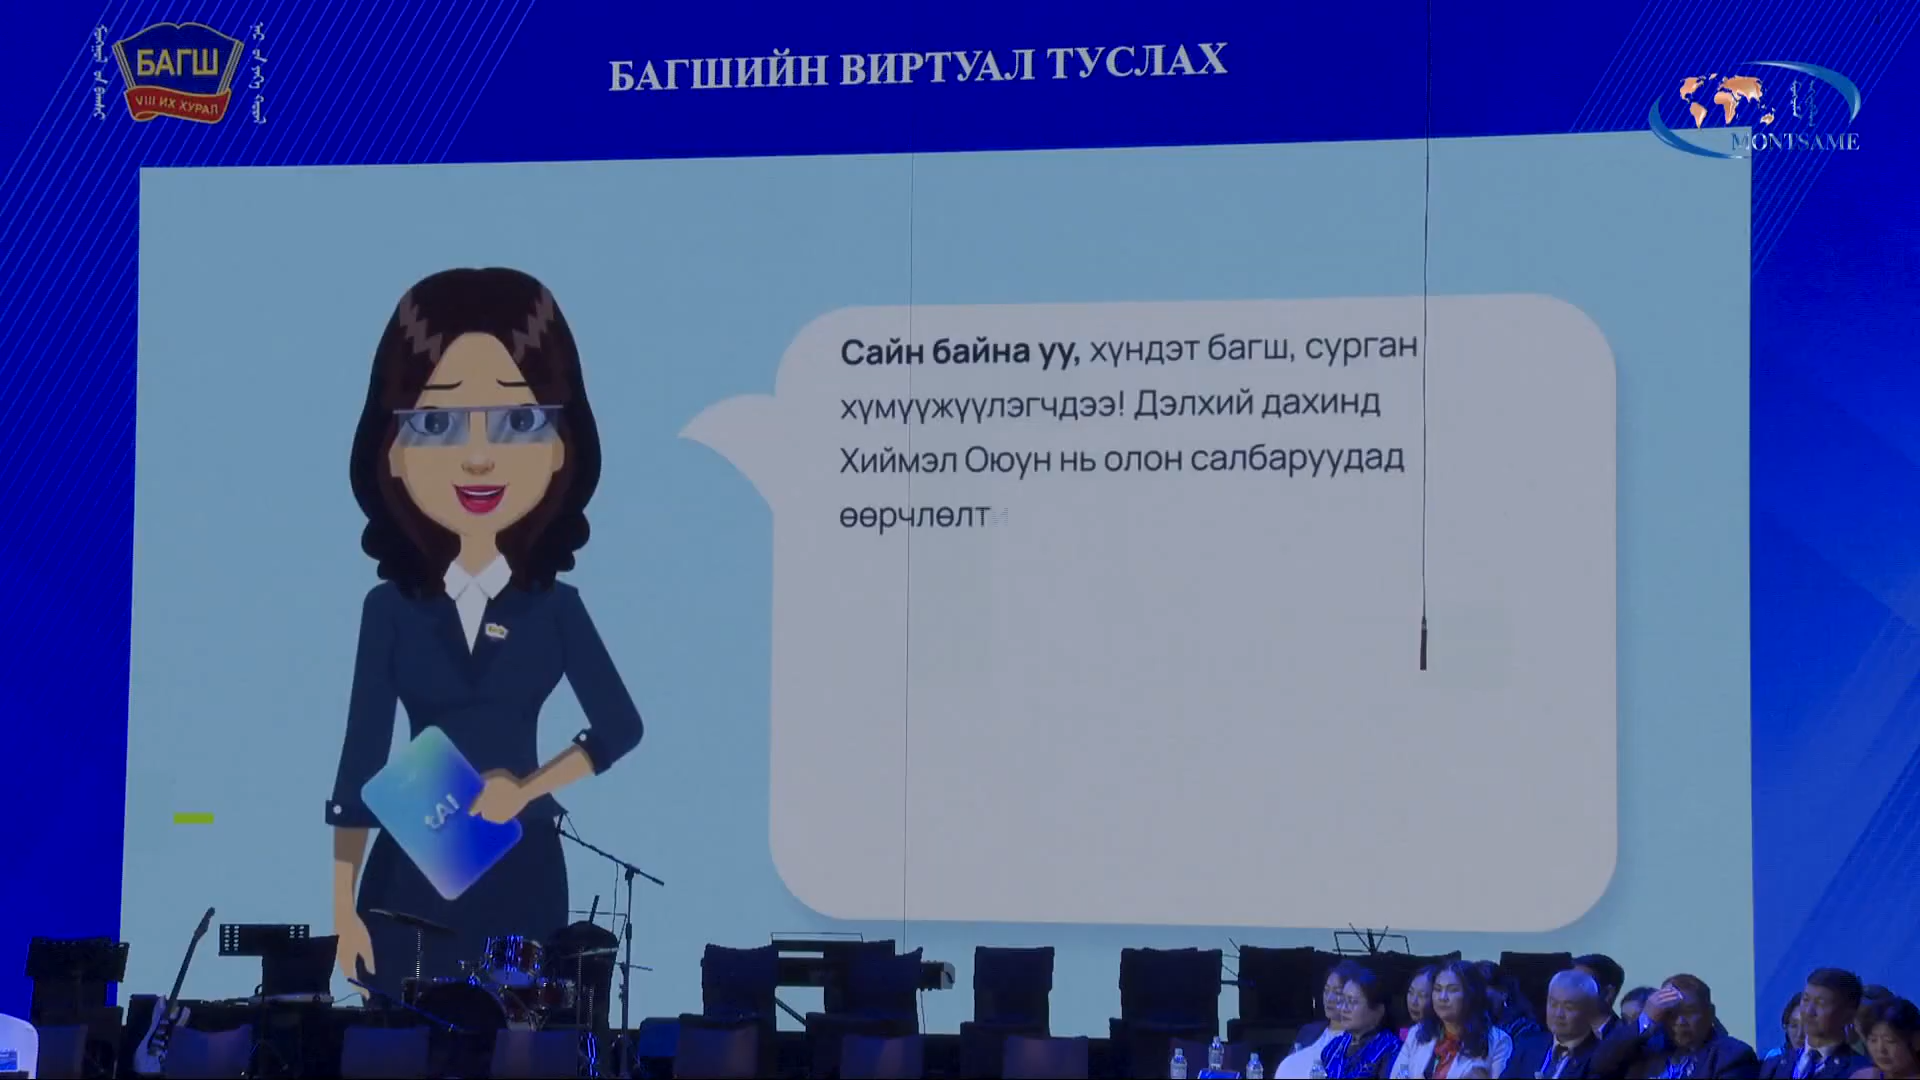 БАГШ
VIII ИХ ХУРАЛ
БАГШИЙН ВИРТУАЛ ТУСЛАХ
MONTSAME
Сайн байна уу, хүндэт багш, сурган
хүмүүжүүлэгчдээ! Дэлхий дахинд
Хиймэл Оюун нь олон салбаруудад
өөрчлөлт
tAI